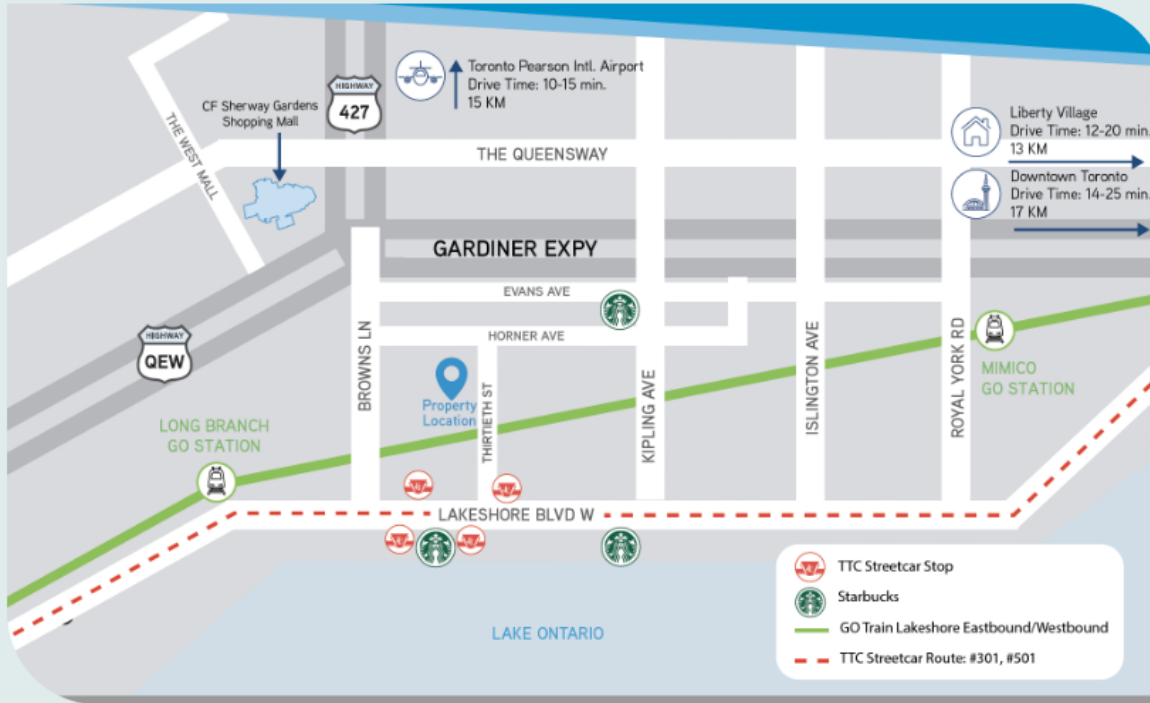 Toronto Pearson Intl. Airport
Drive Time: 10-15 min.
15 KM
HIGHWAY
427
CF Sherway Gardens
Shopping Mall
THE WEST MALL
THE QUEENSWAY
Liberty Village
Drive Time: 12-20 min.
13 KM
Downtown Toronto
Drive Time: 14-25 min.
17 KM
GARDINER EXPY
EVANS AVE
HORNER AVE
HIGHWAY
QEW
BROWNS LN
Property
Location
THIRTIETH ST
KIPLING AVE
ISLINGTON AVE
ROYAL YORK RD
MIMICO
GO STATION
LONG BRANCH
GO STATION
LAKESHORE BLVD W
LAKE ONTARIO
TTC Streetcar Stop
Starbucks
GO Train Lakeshore Eastbound/Westbound
TTC Streetcar Route: #301, #501